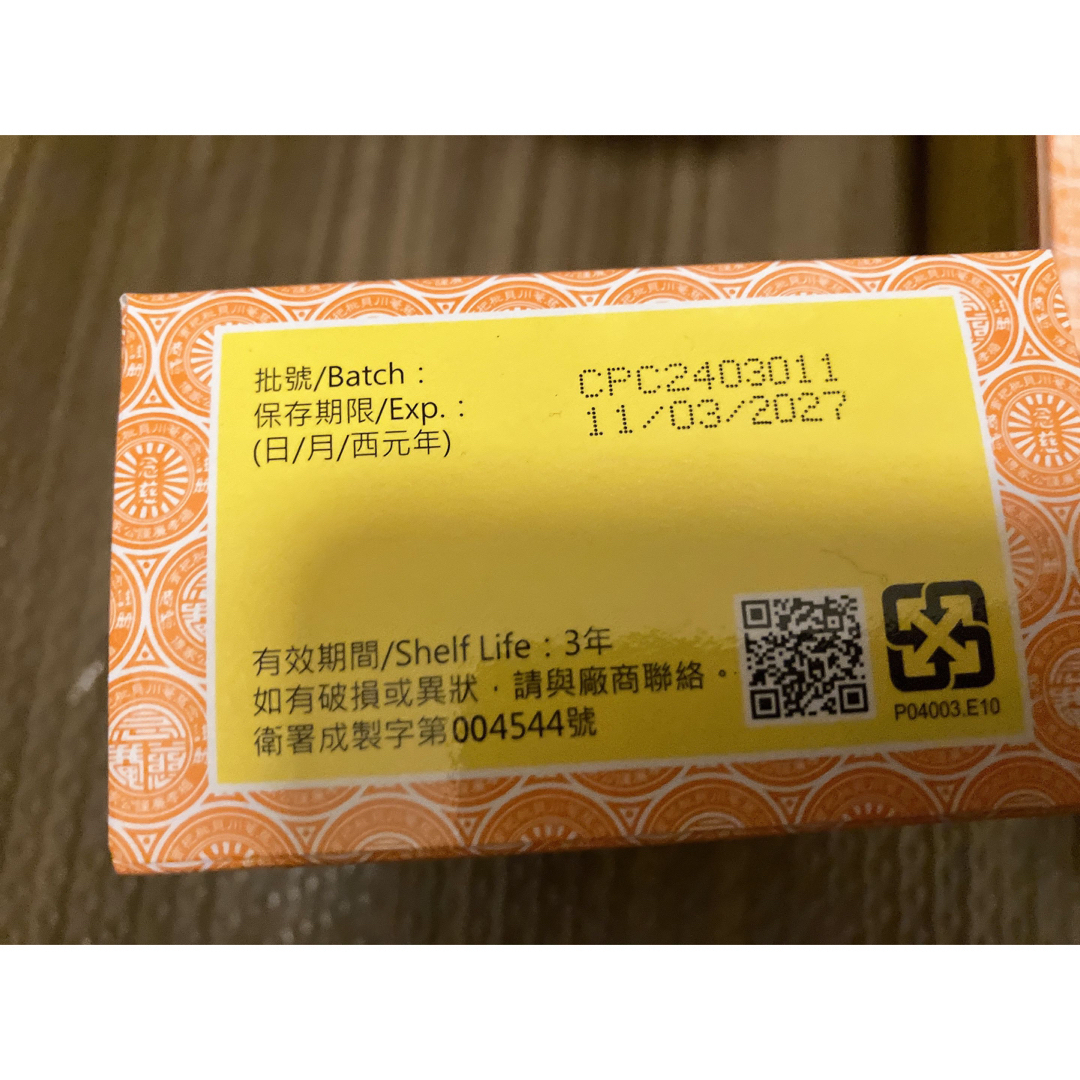 批號/Batch： CPC2403011
保存期限/Exp.： 11/03/2027
(日/月/西元年)
有效期間/Shelf Life：3年
如有破損或異狀，請與廠商聯絡。
衛署成製字第004544號
P04003.E10
念慈